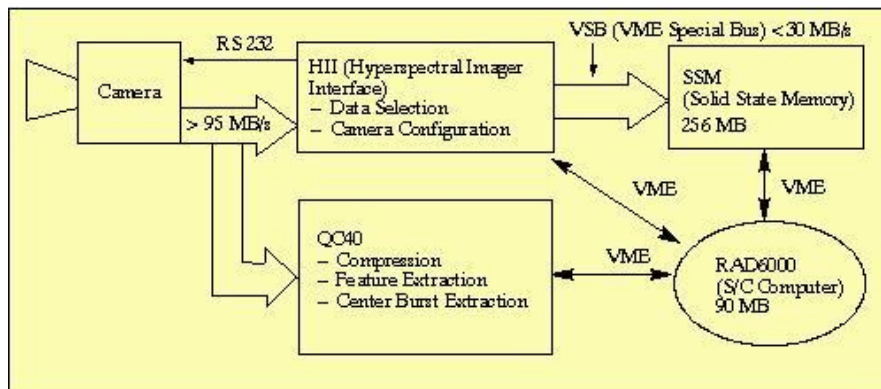 RS 232
VSB (VME Special Bus) < 30 MB/s
Camera
> 95 MB/s
HII (Hyperspectral Imager
Interface)
– Data Selection
– Camera Configuration
SSM
(Solid State Memory)
256 MB
VME
VME
QC40
– Compression
– Feature Extraction
– Center Burst Extraction
VME
RAD6000
(S/C Computer)
90 MB